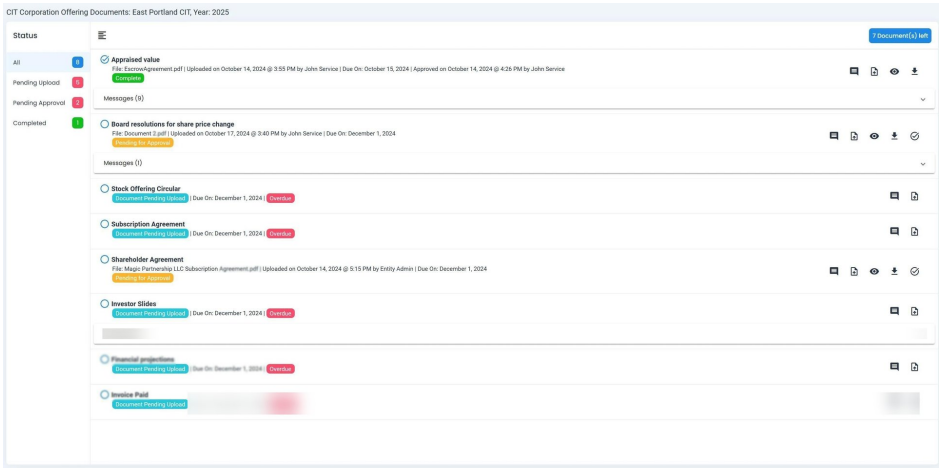 CIT Corporation Offering Documents: East Portland CIT, Year: 2025
Status
7 Document(s) left
All 8
Pending Upload 5
Pending Approval 2
Completed 1
Appraised value
File: EscrowAgreement.pdf | Uploaded on October 14, 2024 @ 3:55 PM by John Service | Due On: October 15, 2024 | Approved on October 14, 2024 @ 4:26 PM by John Service
Complete
Messages (9)
Board resolutions for share price change
File: Document 2.pdf | Uploaded on October 17, 2024 @ 3:40 PM by John Service | Due On: December 1, 2024
Pending for Approval
Messages (1)
Stock Offering Circular
Document Pending Upload | Due On: December 1, 2024 | Overdue
Subscription Agreement
Document Pending Upload | Due On: December 1, 2024 | Overdue
Shareholder Agreement
File: Magic Partnership LLC Subscription Agreement.pdf | Uploaded on October 14, 2024 @ 5:15 PM by Entity Admin | Due On: December 1, 2024
Pending for Approval
Investor Slides
Document Pending Upload | Due On: December 1, 2024 | Overdue
Financial projections
Document Pending Upload | Due On: December 1, 2024 | Overdue
Invoice Paid
Document Pending Upload